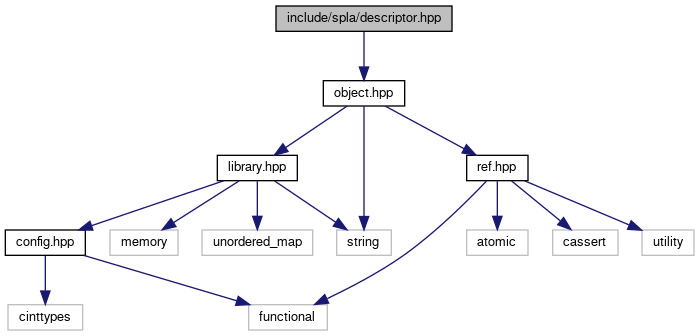 include/spla/descriptor.hpp
object.hpp
library.hpp
ref.hpp
config.hpp
memory
unordered_map
string
atomic
cassert
utility
cinttypes
functional